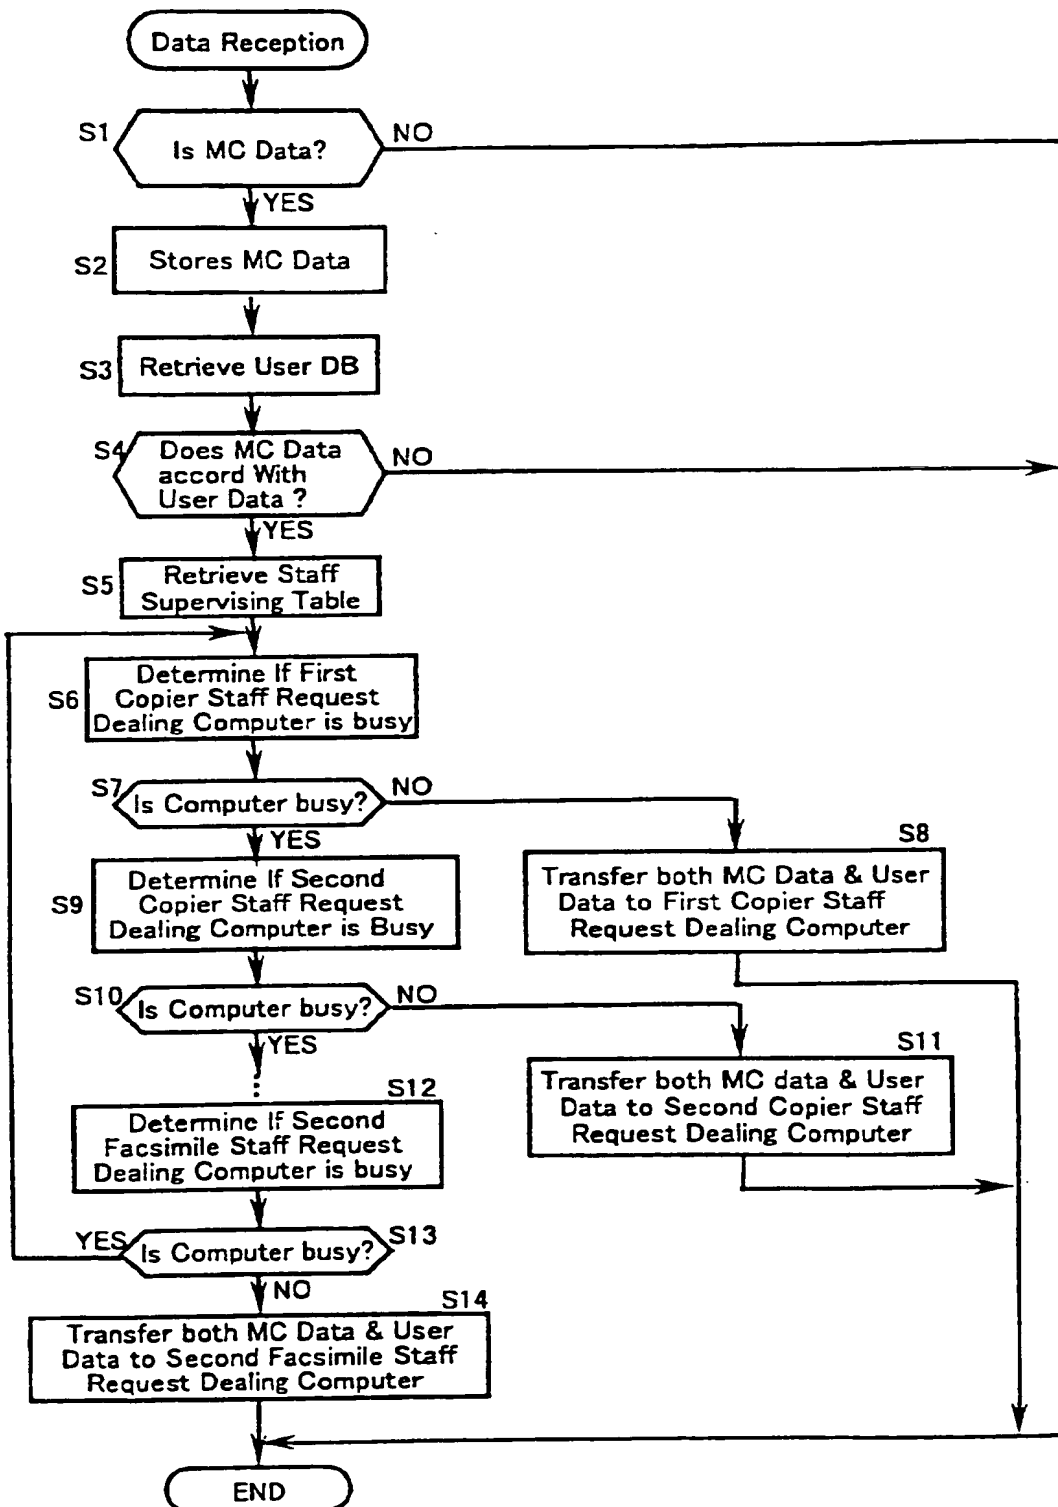 Data Reception
S1
Is MC Data?
NO
YES
S2
Stores MC Data
S3
Retrieve User DB
S4
Does MC Data
accord With
User Data ?
NO
YES
S5
Retrieve Staff
Supervising Table
S6
Determine If First
Copier Staff Request
Dealing Computer is busy
S7
Is Computer busy?
NO
YES
S8
Transfer both MC Data & User
Data to First Copier Staff
Request Dealing Computer
S9
Determine If Second
Copier Staff Request
Dealing Computer is Busy
S10
Is Computer busy?
NO
YES
S11
Transfer both MC data & User
Data to Second Copier Staff
Request Dealing Computer
S12
Determine If Second
Facsimile Staff Request
Dealing Computer is busy
YES
Is Computer busy?
S13
NO
S14
Transfer both MC Data & User
Data to Second Facsimile Staff
Request Dealing Computer
END